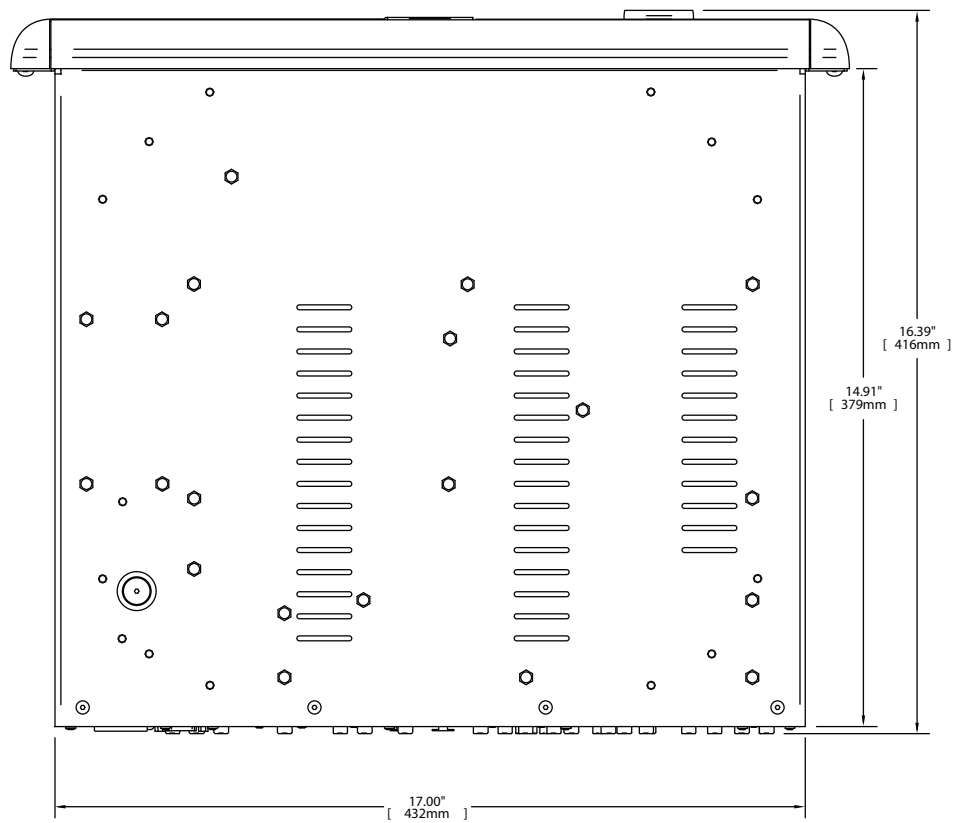 16.39"
[ 416mm ]
14.91"
[ 379mm ]
17.00"
[ 432mm ]